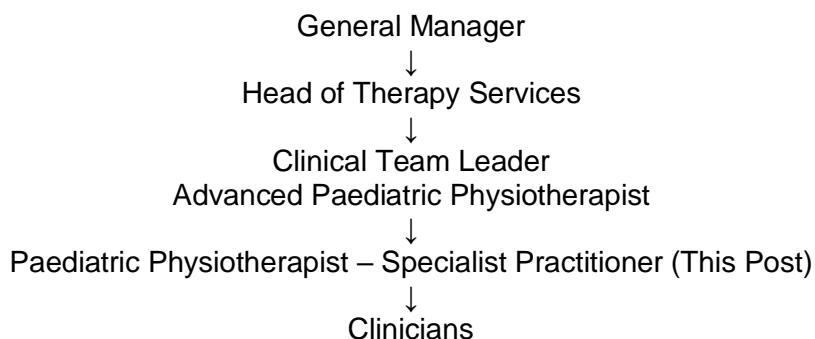 General Manager
↓
Head of Therapy Services
↓
Clinical Team Leader
Advanced Paediatric Physiotherapist
↓
Paediatric Physiotherapist – Specialist Practitioner (This Post)
↓
Clinicians